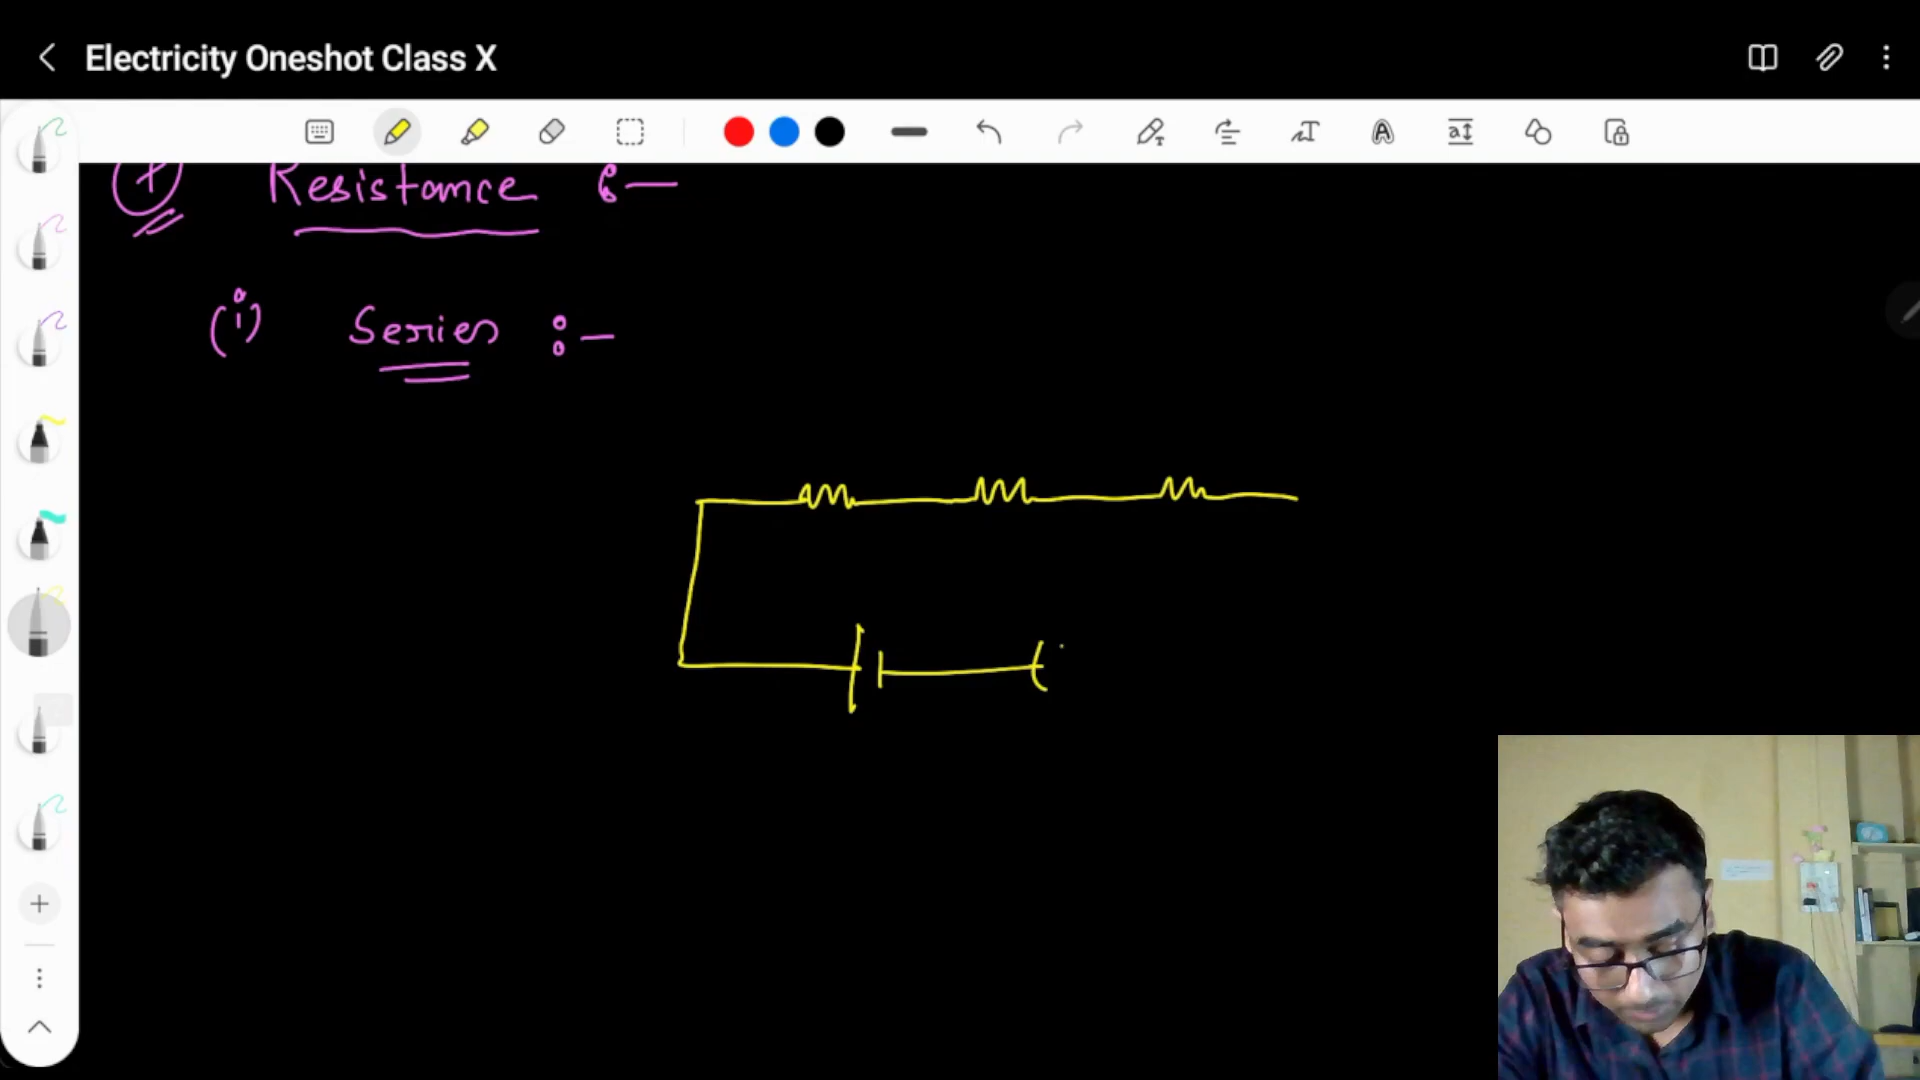 Electricity Oneshot Class X
Resistance :-
(i) Series :-